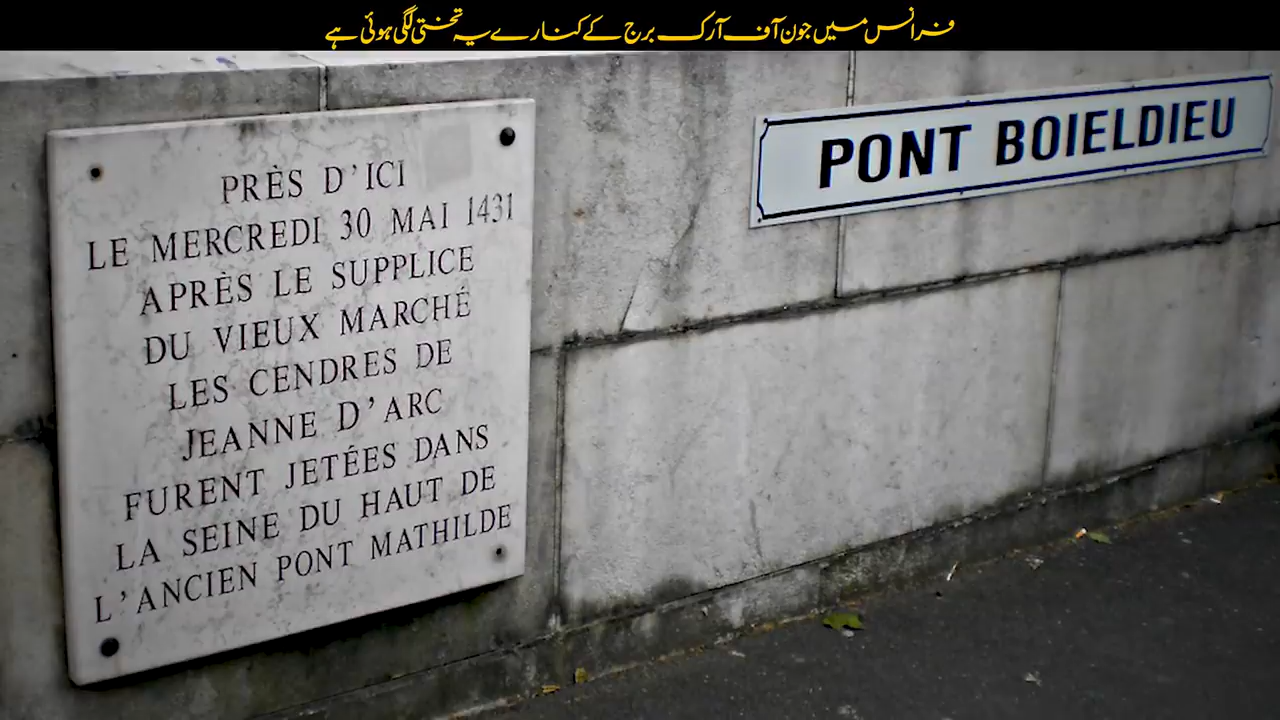 فرانس میں جون آف آرک برج کے کنارے یہ تختی لگی ہوئی ہے
PRÈS D'ICI
LE MERCREDI 30 MAI 1431
APRÈS LE SUPPLICE
DU VIEUX MARCHÉ
LES CENDRES DE
JEANNE D'ARC
FURENT JETÉES DANS
LA SEINE DU HAUT DE
L'ANCIEN PONT MATHILDE
PONT BOIELDIEU